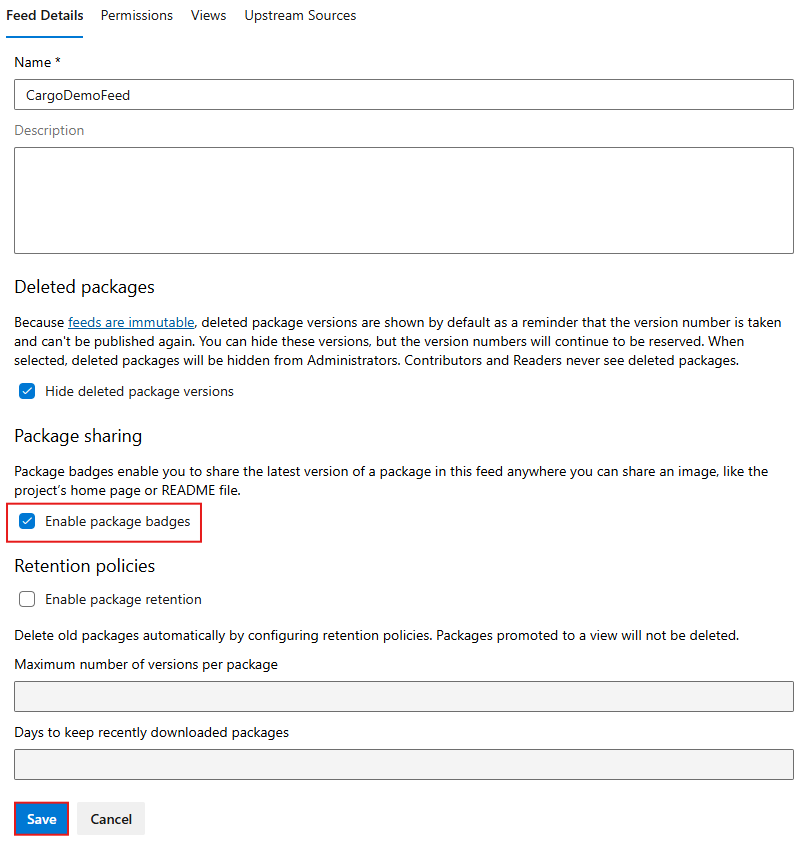 Feed Details Permissions Views Upstream Sources
Name *
CargoDemoFeed
Description
Deleted packages
Because feeds are immutable, deleted package versions are shown by default as a reminder that the version number is taken
and can't be published again. You can hide these versions, but the version numbers will continue to be reserved. When
selected, deleted packages will be hidden from Administrators. Contributors and Readers never see deleted packages.
Hide deleted package versions
Package sharing
Package badges enable you to share the latest version of a package in this feed anywhere you can share an image, like the
project’s home page or README file.
Enable package badges
Retention policies
Enable package retention
Delete old packages automatically by configuring retention policies. Packages promoted to a view will not be deleted.
Maximum number of versions per package
Days to keep recently downloaded packages
Save Cancel